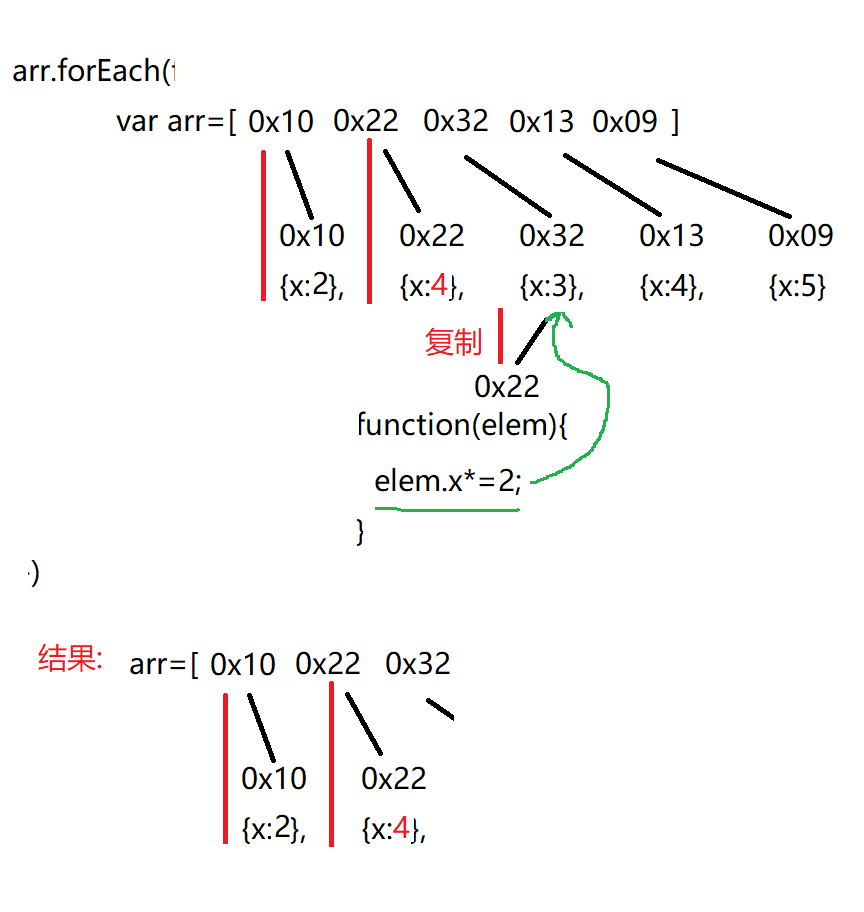 arr.forEach(
var arr=[ 0x10 0x22 0x32 0x13 0x09 ]
0x10 0x22 0x32 0x13 0x09
{x:2}, {x:4}, {x:3}, {x:4}, {x:5}
复制
0x22
function(elem){
elem.x*=2;
}
)
结果: arr=[ 0x10 0x22 0x32
0x10 0x22
{x:2}, {x:4},